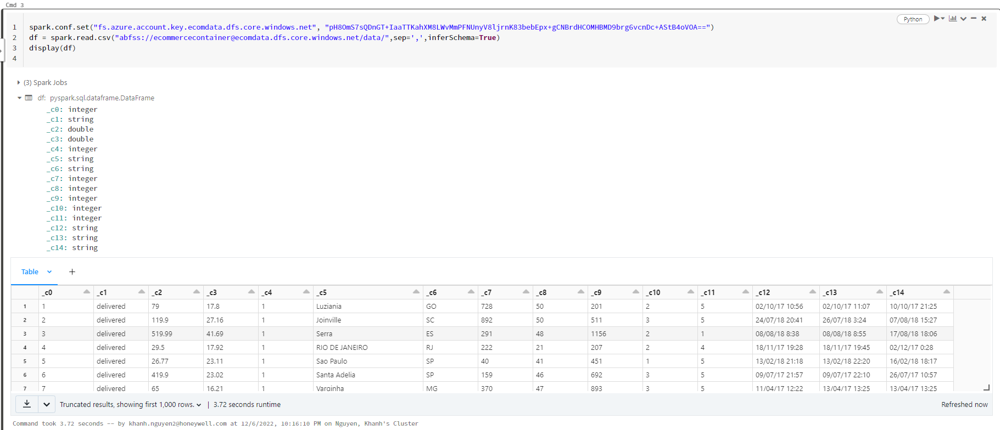 Cmd 3
Python
1 spark.conf.set("fs.azure.account.key.ecomdata.dfs.core.windows.net", "pH8OmS7sQDnGT+IaaTTKahXM8LWvMmPFNUnyV8ljrnK83bebEpx+gCNBrdHCOMHBMD9brg6vcnDc+AStB4oVOA==")
2 df = spark.read.csv("abfss://ecommercecontainer@ecomdata.dfs.core.windows.net/data/",sep=',',inferSchema=True)
3 display(df)
4
(3) Spark Jobs
df: pyspark.sql.dataframe.DataFrame
_c0: integer
_c1: string
_c2: double
_c3: double
_c4: integer
_c5: string
_c6: string
_c7: integer
_c8: integer
_c9: integer
_c10: integer
_c11: integer
_c12: string
_c13: string
_c14: string
Table +
_c0 _c1 _c2 _c3 _c4 _c5 _c6 _c7 _c8 _c9 _c10 _c11 _c12 _c13 _c14
1 1 delivered 79 17.8 1 Luziania GO 728 50 201 2 5 02/10/17 10:56 02/10/17 11:07 10/10/17 21:25
2 2 delivered 119.9 27.16 1 Joinville SC 892 50 511 3 5 24/07/18 20:41 26/07/18 3:24 07/08/18 15:27
3 3 delivered 519.99 41.69 1 Serra ES 291 48 1156 2 1 08/08/18 8:38 08/08/18 8:55 17/08/18 18:06
4 4 delivered 29.5 17.92 1 RIO DE JANEIRO RJ 222 21 207 2 4 18/11/17 19:28 18/11/17 19:45 02/12/17 0:28
5 5 delivered 26.77 23.11 1 Sao Paulo SP 40 41 451 1 5 13/02/18 21:18 13/02/18 22:20 16/02/18 18:17
6 6 delivered 419.9 23.02 1 Santa Adelia SP 159 46 692 3 5 09/07/17 21:57 09/07/17 22:10 26/07/17 10:57
7 7 delivered 65 16.21 1 Varginha MG 370 47 893 3 5 11/04/17 12:22 13/04/17 13:25 13/04/17 13:25
Truncated results, showing first 1,000 rows. | 3.72 seconds runtime
Refreshed now
Command took 3.72 seconds -- by khanh.nguyen2@honeywell.com at 12/6/2022, 10:16:10 PM on Nguyen, Khanh's Cluster